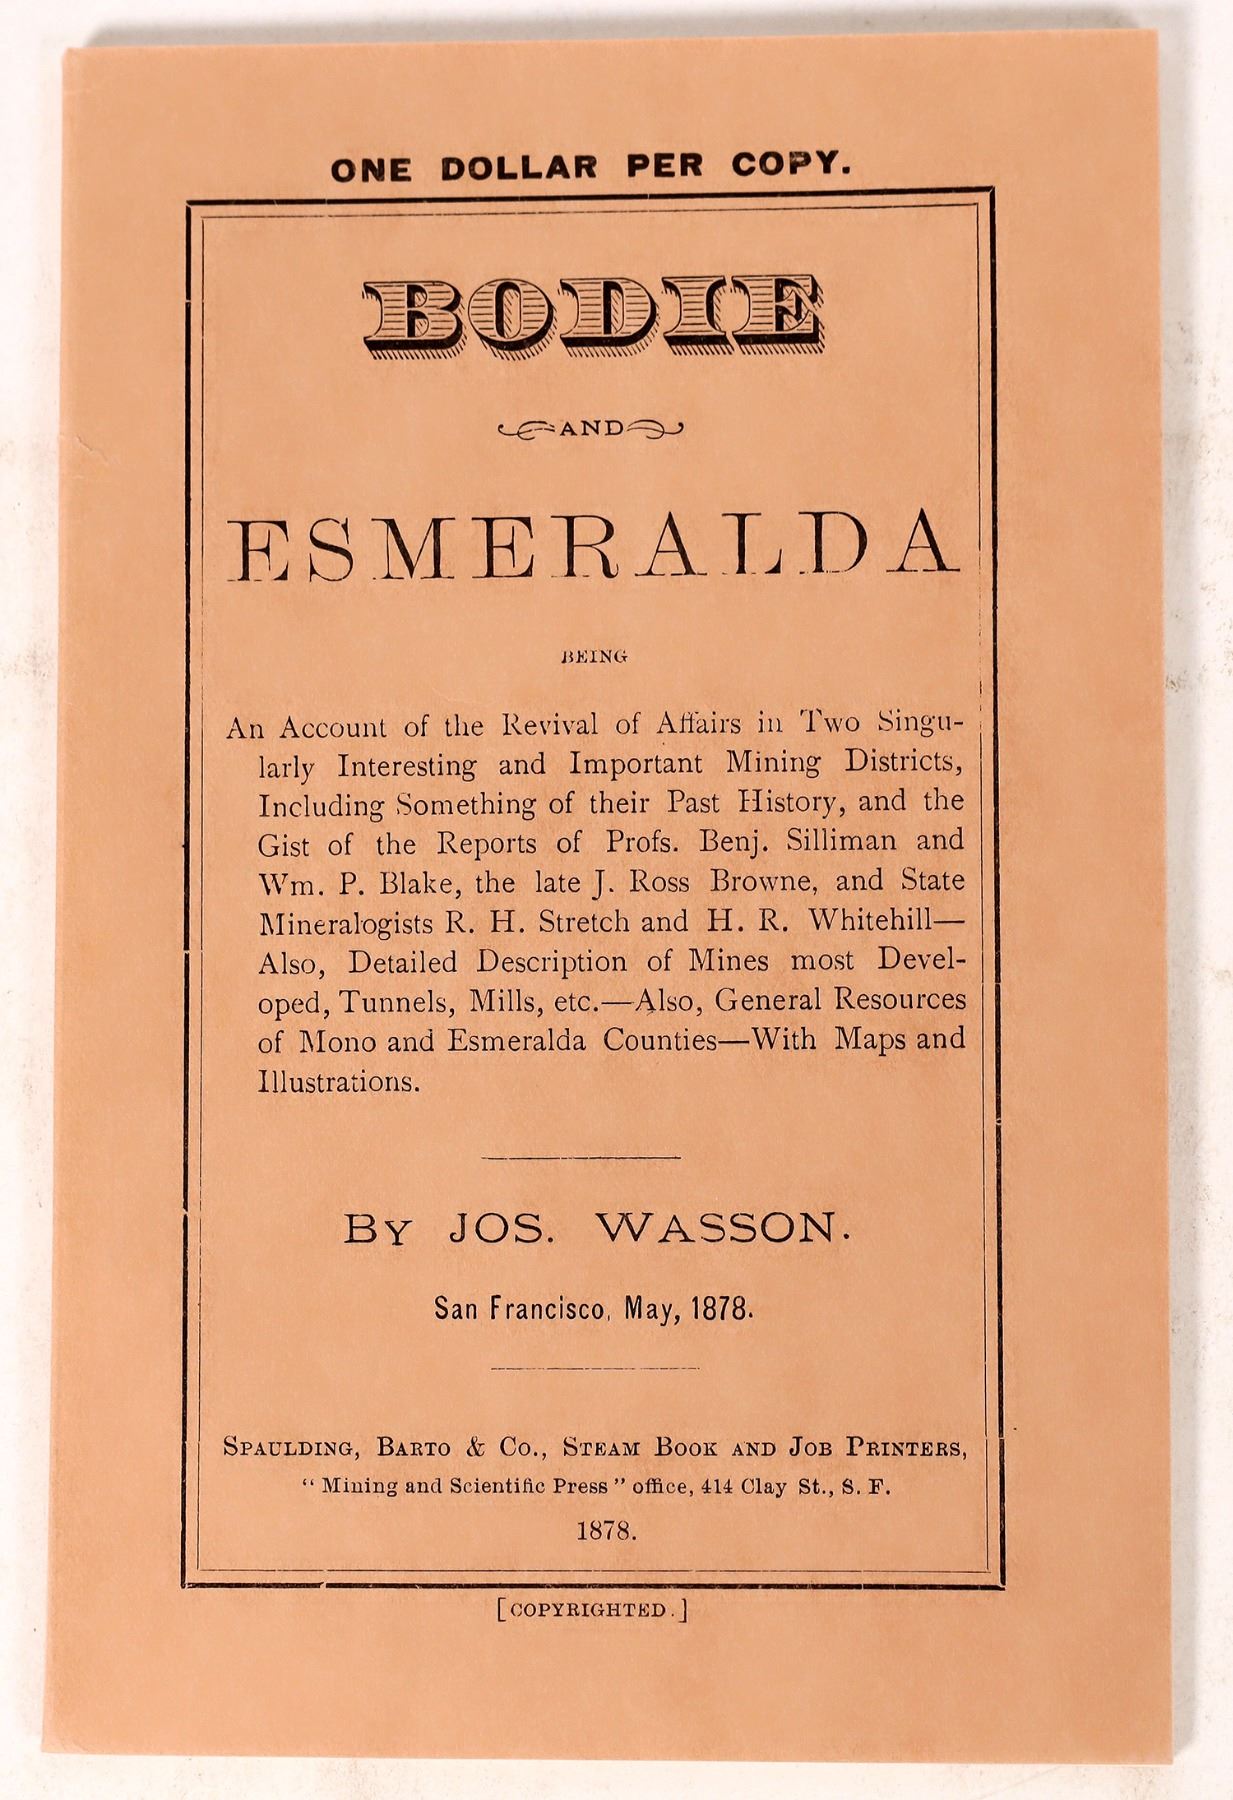 ONE DOLLAR PER COPY.
BODIE
AND
ESMERALDA
BEING
An Account of the Revival of Affairs in Two Singu-
larly Interesting and Important Mining Districts,
Including Something of their Past History, and the
Gist of the Reports of Profs. Benj. Silliman and
Wm. P. Blake, the late J. Ross Browne, and State
Mineralogists R. H. Stretch and H. R. Whitehill—
Also, Detailed Description of Mines most Devel-
oped, Tunnels, Mills, etc.—Also, General Resources
of Mono and Esmeralda Counties—With Maps and
Illustrations.
BY JOS. WASSON.
San Francisco, May, 1878.
SPAULDING, BARTO & CO., STEAM BOOK AND JOB PRINTERS,
“ Mining and Scientific Press ” office, 414 Clay St., S. F.
1878.
[COPYRIGHTED.]